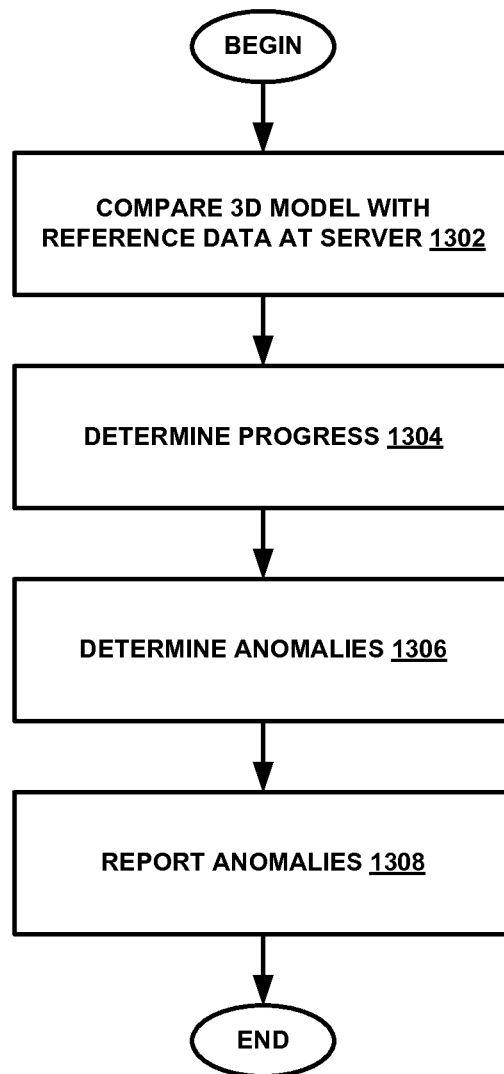 BEGIN
COMPARE 3D MODEL WITH
REFERENCE DATA AT SERVER 1302
DETERMINE PROGRESS 1304
DETERMINE ANOMALIES 1306
REPORT ANOMALIES 1308
END